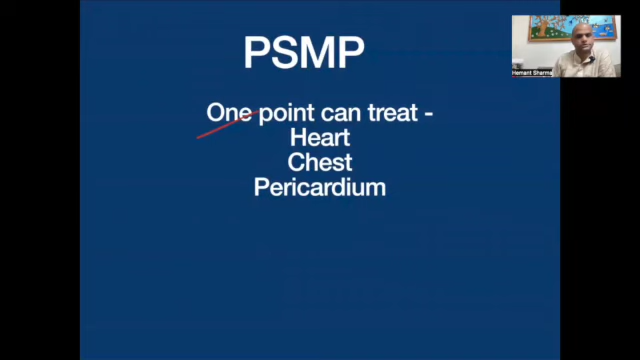 PSMP
One point can treat -
Heart
Chest
Pericardium
Hemant Sharma